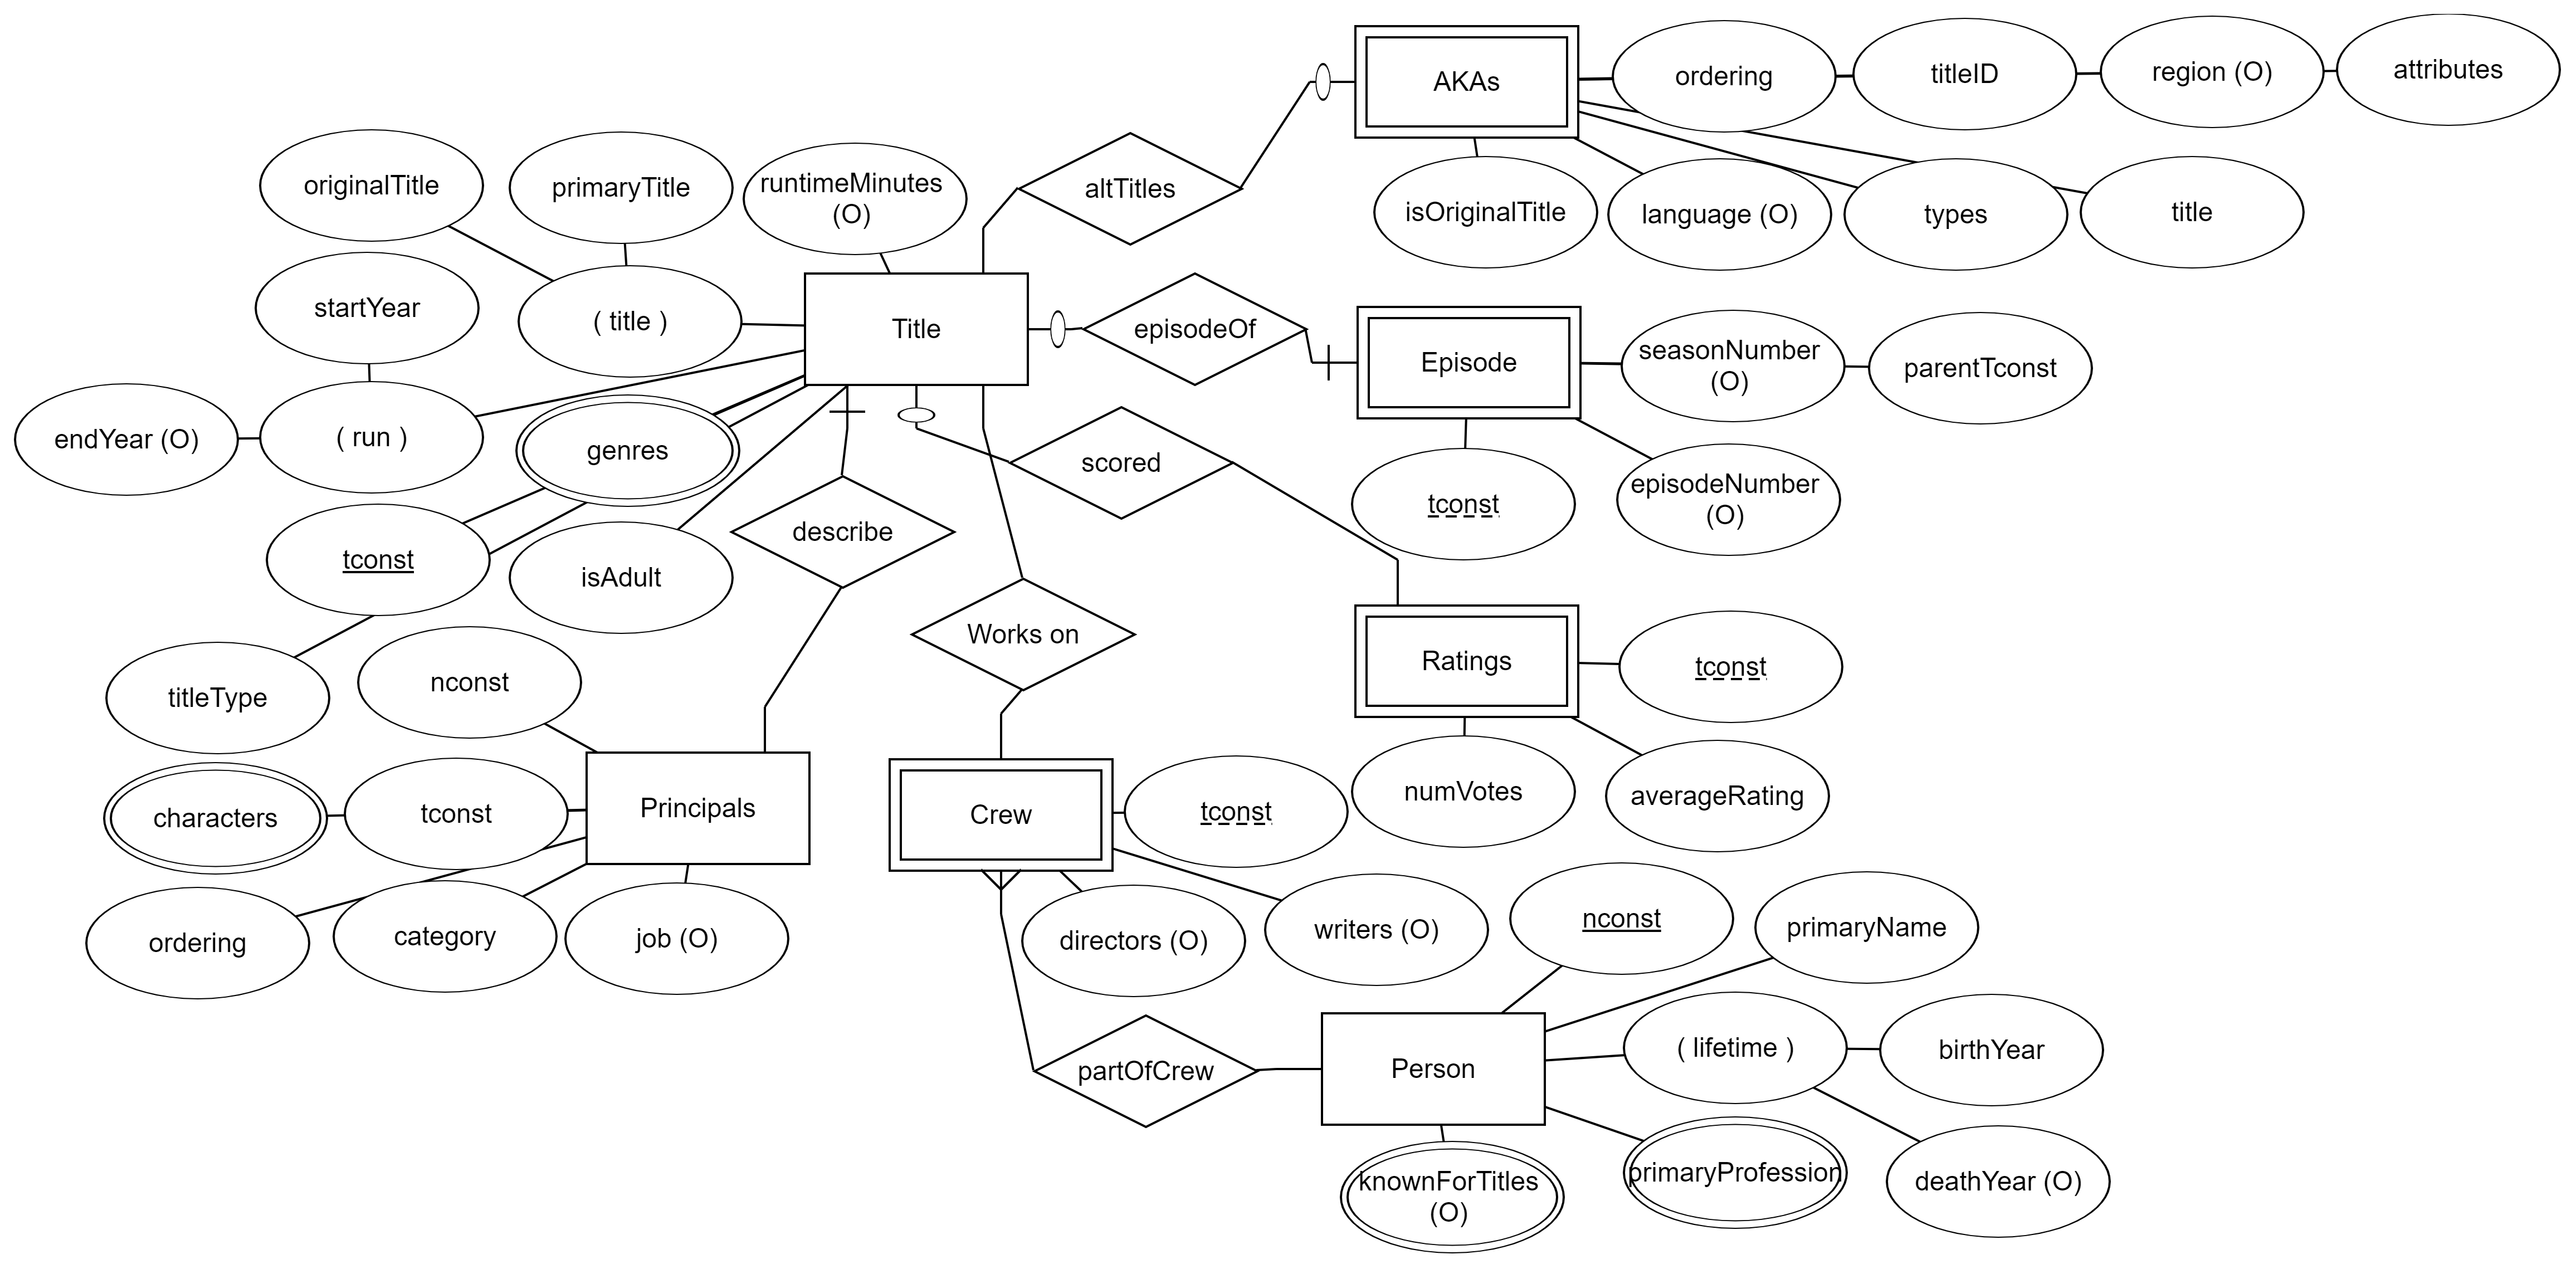 AKAs
ordering
titleID
region (O)
attributes
originalTitle
primaryTitle
runtimeMinutes
(O)
altTitles
isOriginalTitle
language (O)
types
title
startYear
( title )
Title
episodeOf
Episode
seasonNumber
(O)
parentTconst
endYear (O)
( run )
genres
scored
tconst
episodeNumber
(O)
tconst
isAdult
describe
Works on
Ratings
tconst
titleType
nconst
numVotes
averageRating
characters
tconst
Principals
Crew
tconst
ordering
category
job (O)
directors (O)
writers (O)
nconst
primaryName
partOfCrew
Person
( lifetime )
birthYear
knownForTitles
(O)
primaryProfession
deathYear (O)